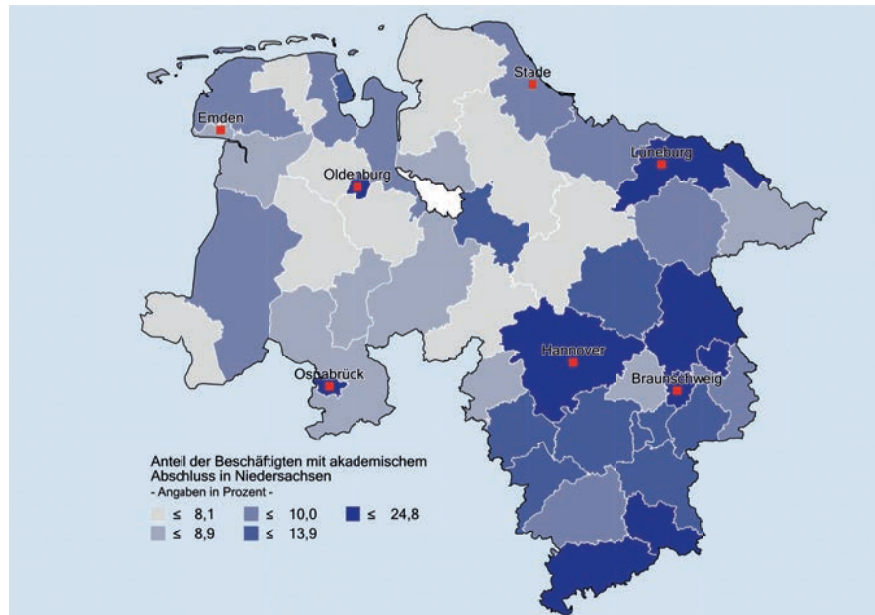 Stade
Emden
Lüneburg
Oldenburg
Hannover
Osnabrück
Braunschweig
Anteil der Beschäftigten mit akademischem
Abschluss in Niedersachsen
- Angaben in Prozent -
≤ 8,1 ≤ 10,0 ≤ 24,8
≤ 8,9 ≤ 13,9